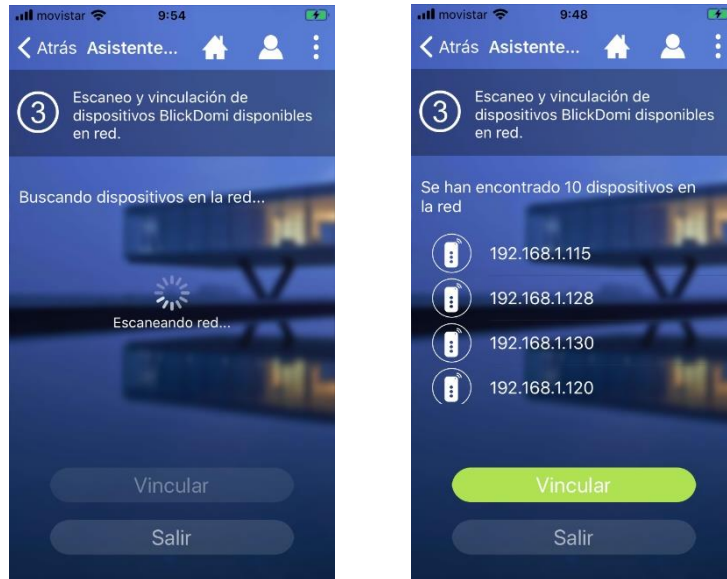 movistar 9:54
Atrás Asistente...
3
Escaneo y vinculación de
dispositivos BlickDomi disponibles
en red.
Buscando dispositivos en la red...
Escaneando red...
Vincular
Salir
movistar 9:48
Atrás Asistente...
3
Escaneo y vinculación de
dispositivos BlickDomi disponibles
en red.
Se han encontrado 10 dispositivos en
la red
192.168.1.115
192.168.1.128
192.168.1.130
192.168.1.120
Vincular
Salir